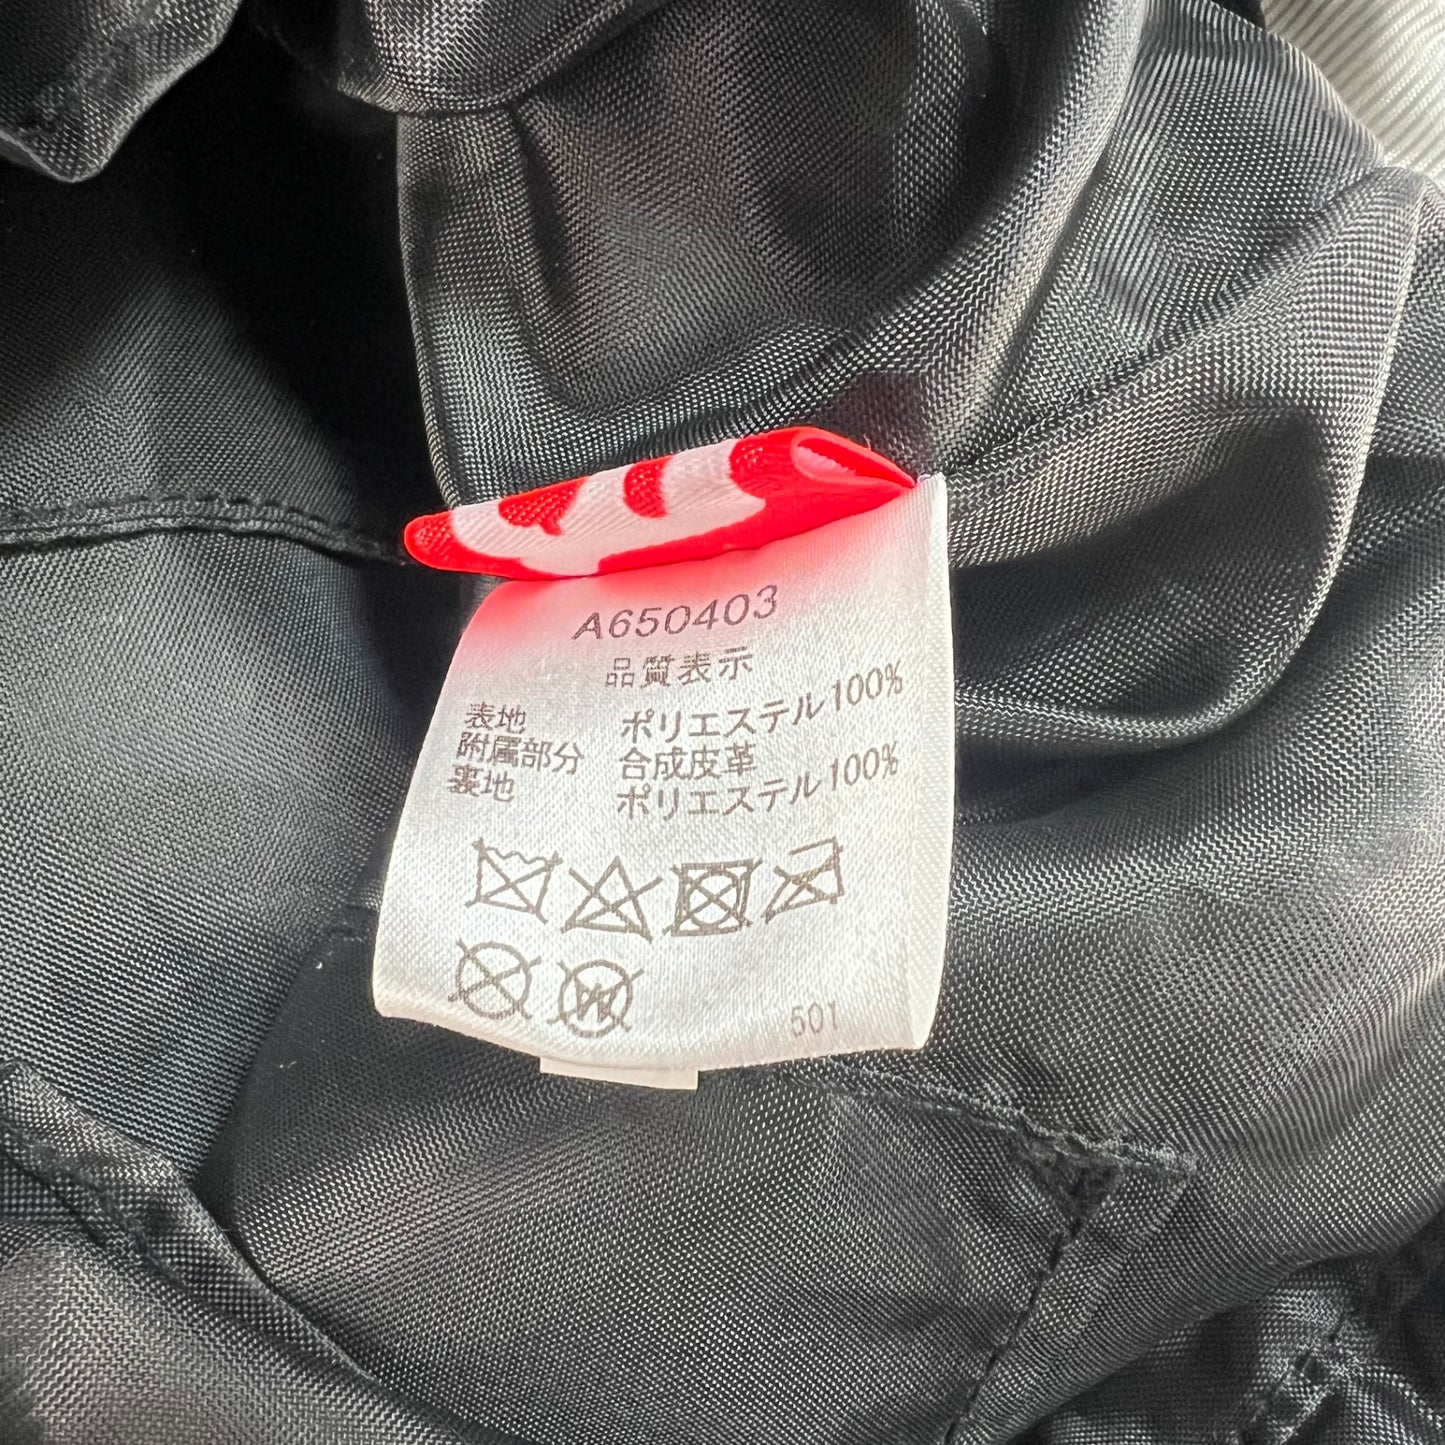 A650403
品質表示
表地 ポリエステル100%
附属部分 合成皮革
裏地 ポリエステル100%
501